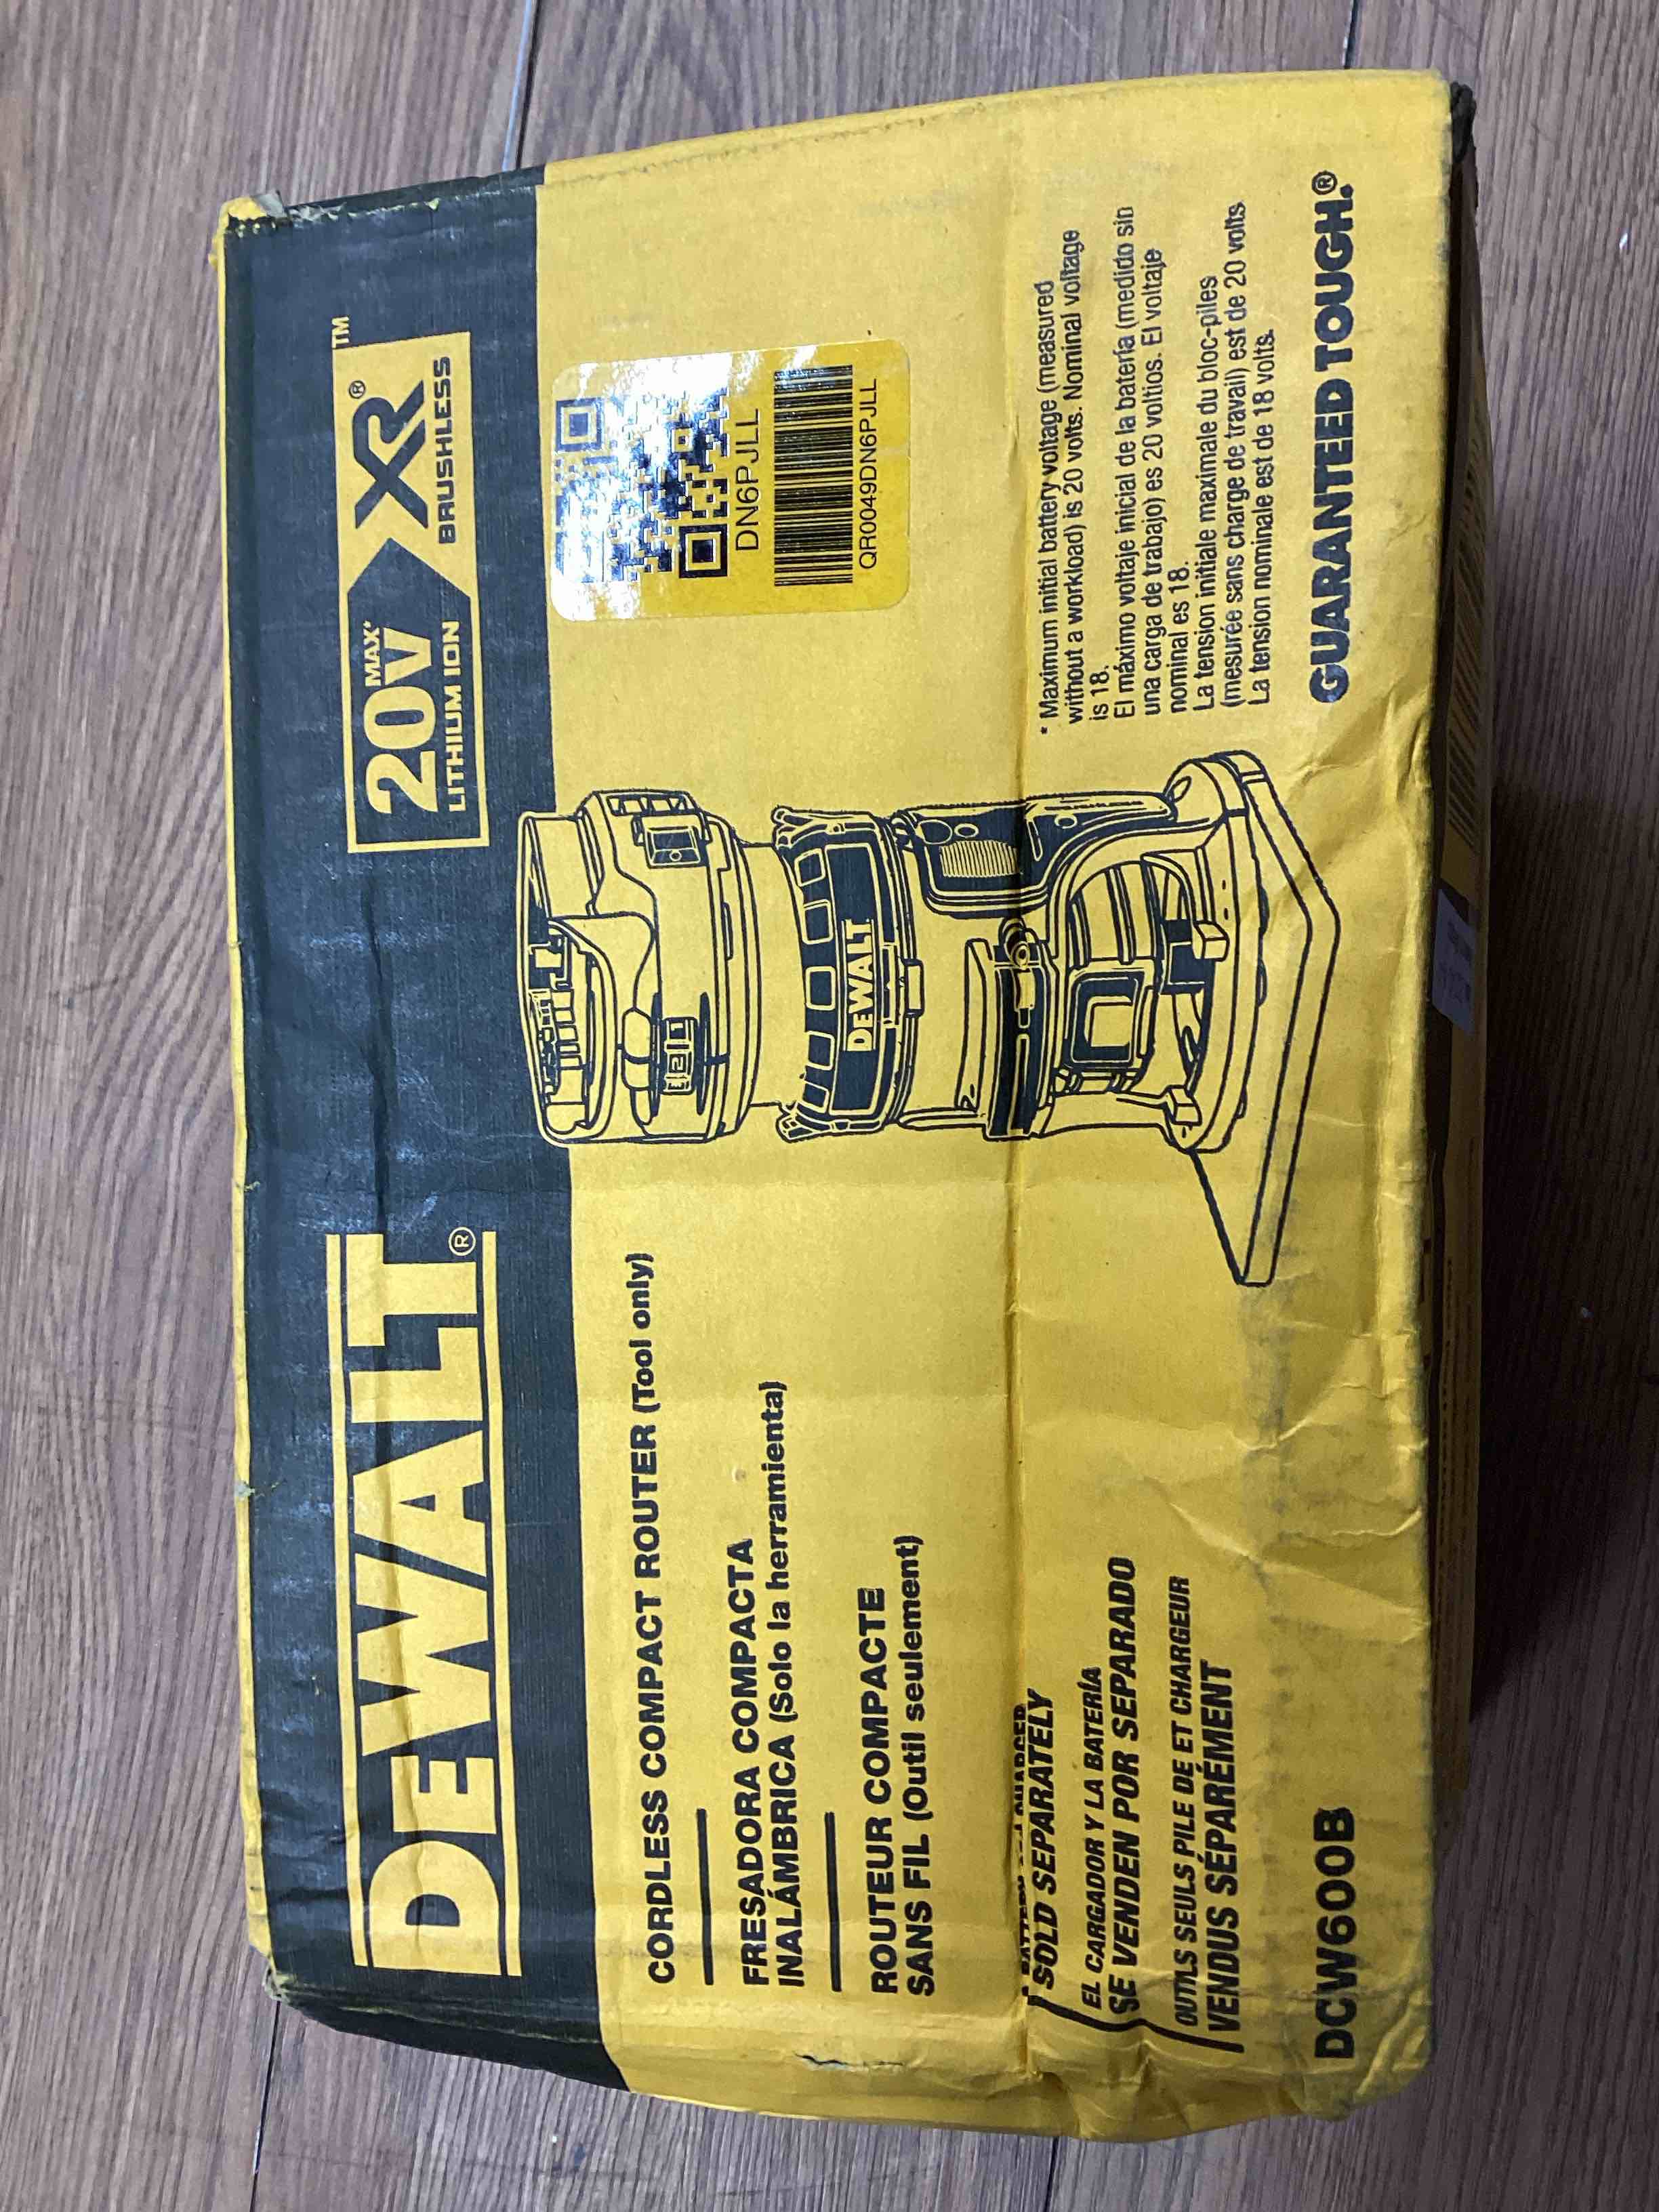 DEWALT®
20V MAX*
LITHIUM ION
XR®
BRUSHLESS
TM
CORDLESS COMPACT ROUTER (Tool only)
FRESADORA COMPACTA
INALÁMBRICA (Solo la herramienta)
ROUTEUR COMPACTE
SANS FIL (Outil seulement)
SOLD SEPARATELY
EL CARGADOR Y LA BATERÍA
SE VENDEN POR SEPARADO
OUTILS SEULS PILE DE ET CHARGEUR
VENDUS SÉPARÉMENT
DCW600B
DEWALT
DN6PJLL
QR0049DN6PJLL
* Maximum initial battery voltage (measured
without a workload) is 20 volts. Nominal voltage
is 18.
El máximo voltaje inicial de la batería (medido sin
una carga de trabajo) es 20 voltios. El voltaje
nominal es 18.
La tension initiale maximale du bloc-piles
(mesurée sans charge de travail) est de 20 volts
La tension nominale est de 18 volts.
GUARANTEED TOUGH.®